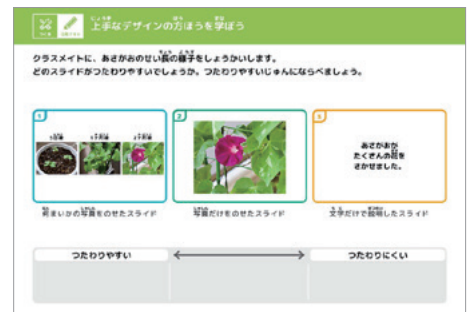 上手なデザインの方ほうを学ぼう
クラスメイトに、あさがおのせい長の様子をしょうかいします。
どのスライドがつたわりやすいでしょうか。つたわりやすいじゅんにならべましょう。
1
2
3
あさがおが
たくさんの花を
さかせました。
何まいかの写真をのせたスライド
写真だけをのせたスライド
文字だけで説明したスライド
つたわりやすい
つたわりにくい